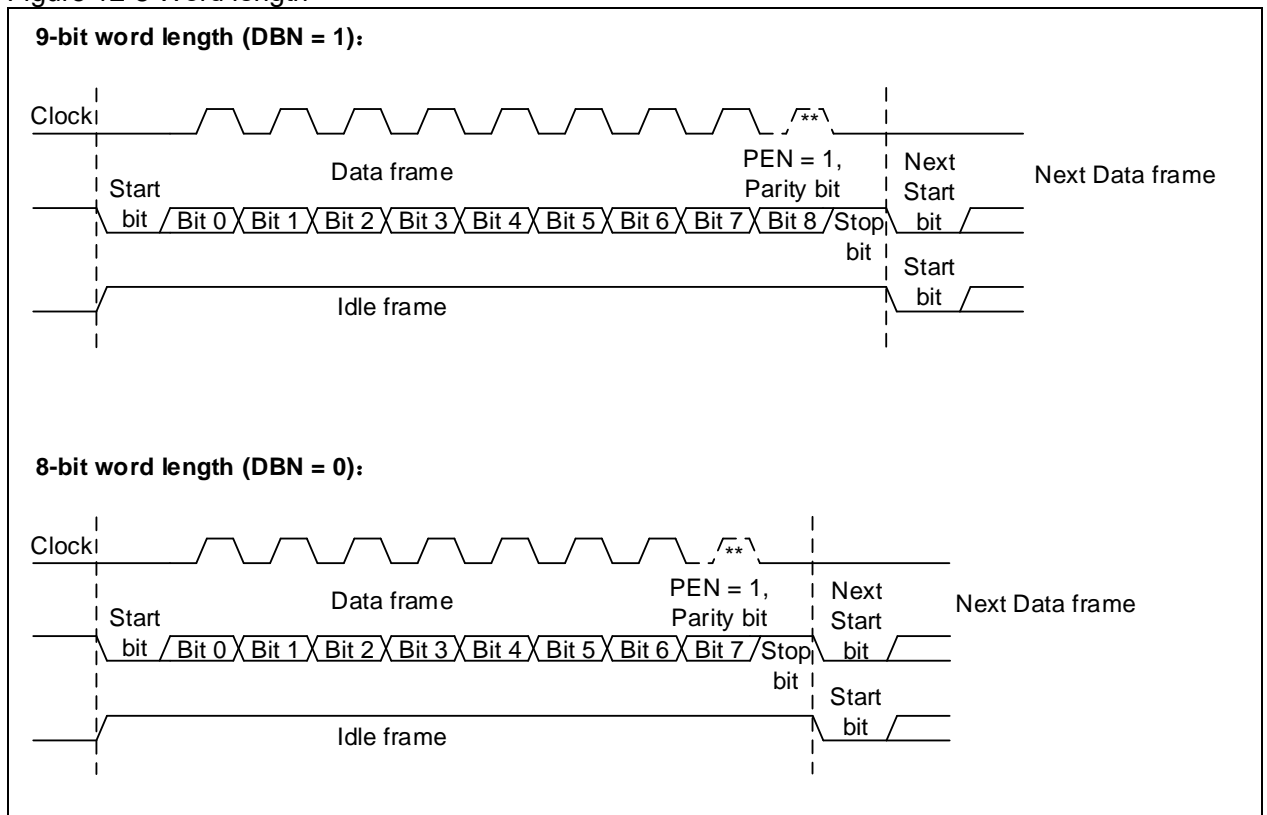 9-bit word length (DBN = 1):
Clock
**
Data frame
PEN = 1,
Parity bit
Start
bit
Bit 0 Bit 1 Bit 2 Bit 3 Bit 4 Bit 5 Bit 6 Bit 7 Bit 8
Stop
bit
Next
Start
bit
Next Data frame
Idle frame
Start
bit
8-bit word length (DBN = 0):
Clock
**
Data frame
PEN = 1,
Parity bit
Start
bit
Bit 0 Bit 1 Bit 2 Bit 3 Bit 4 Bit 5 Bit 6 Bit 7
Stop
bit
Next
Start
bit
Next Data frame
Idle frame
Start
bit